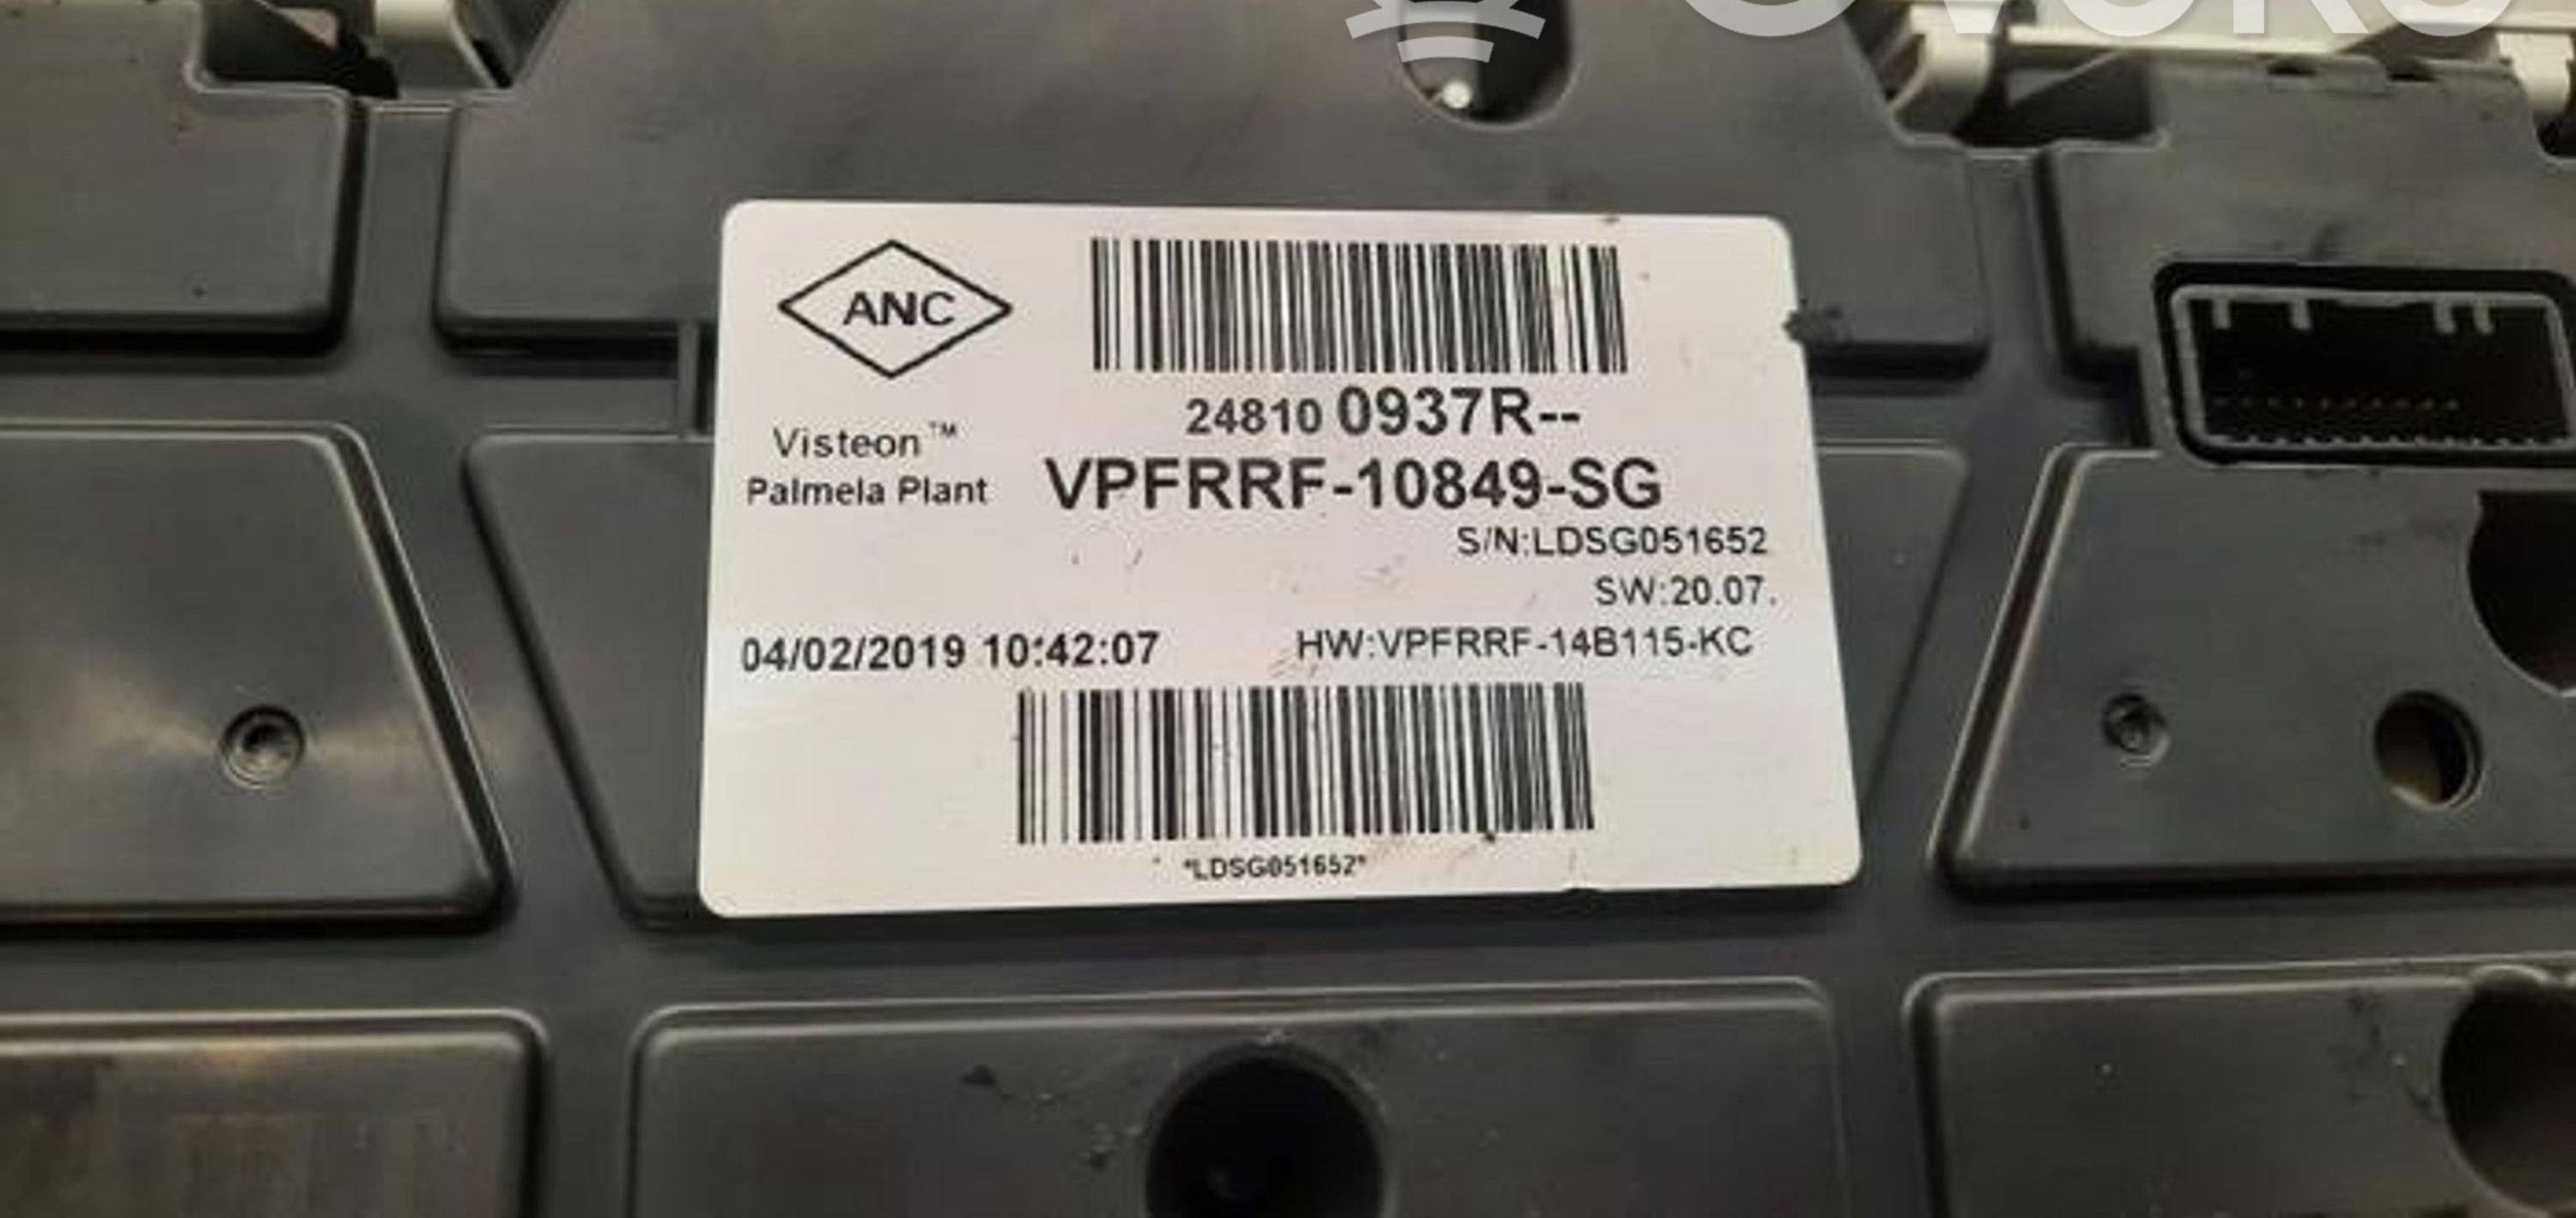 ANC
24810 0937R--
Visteon™
Palmela Plant
VPFRRF-10849-SG
S/N:LDSG051652
SW:20.07.
04/02/2019 10:42:07
HW:VPFRRF-14B115-KC
*LDSG051652*